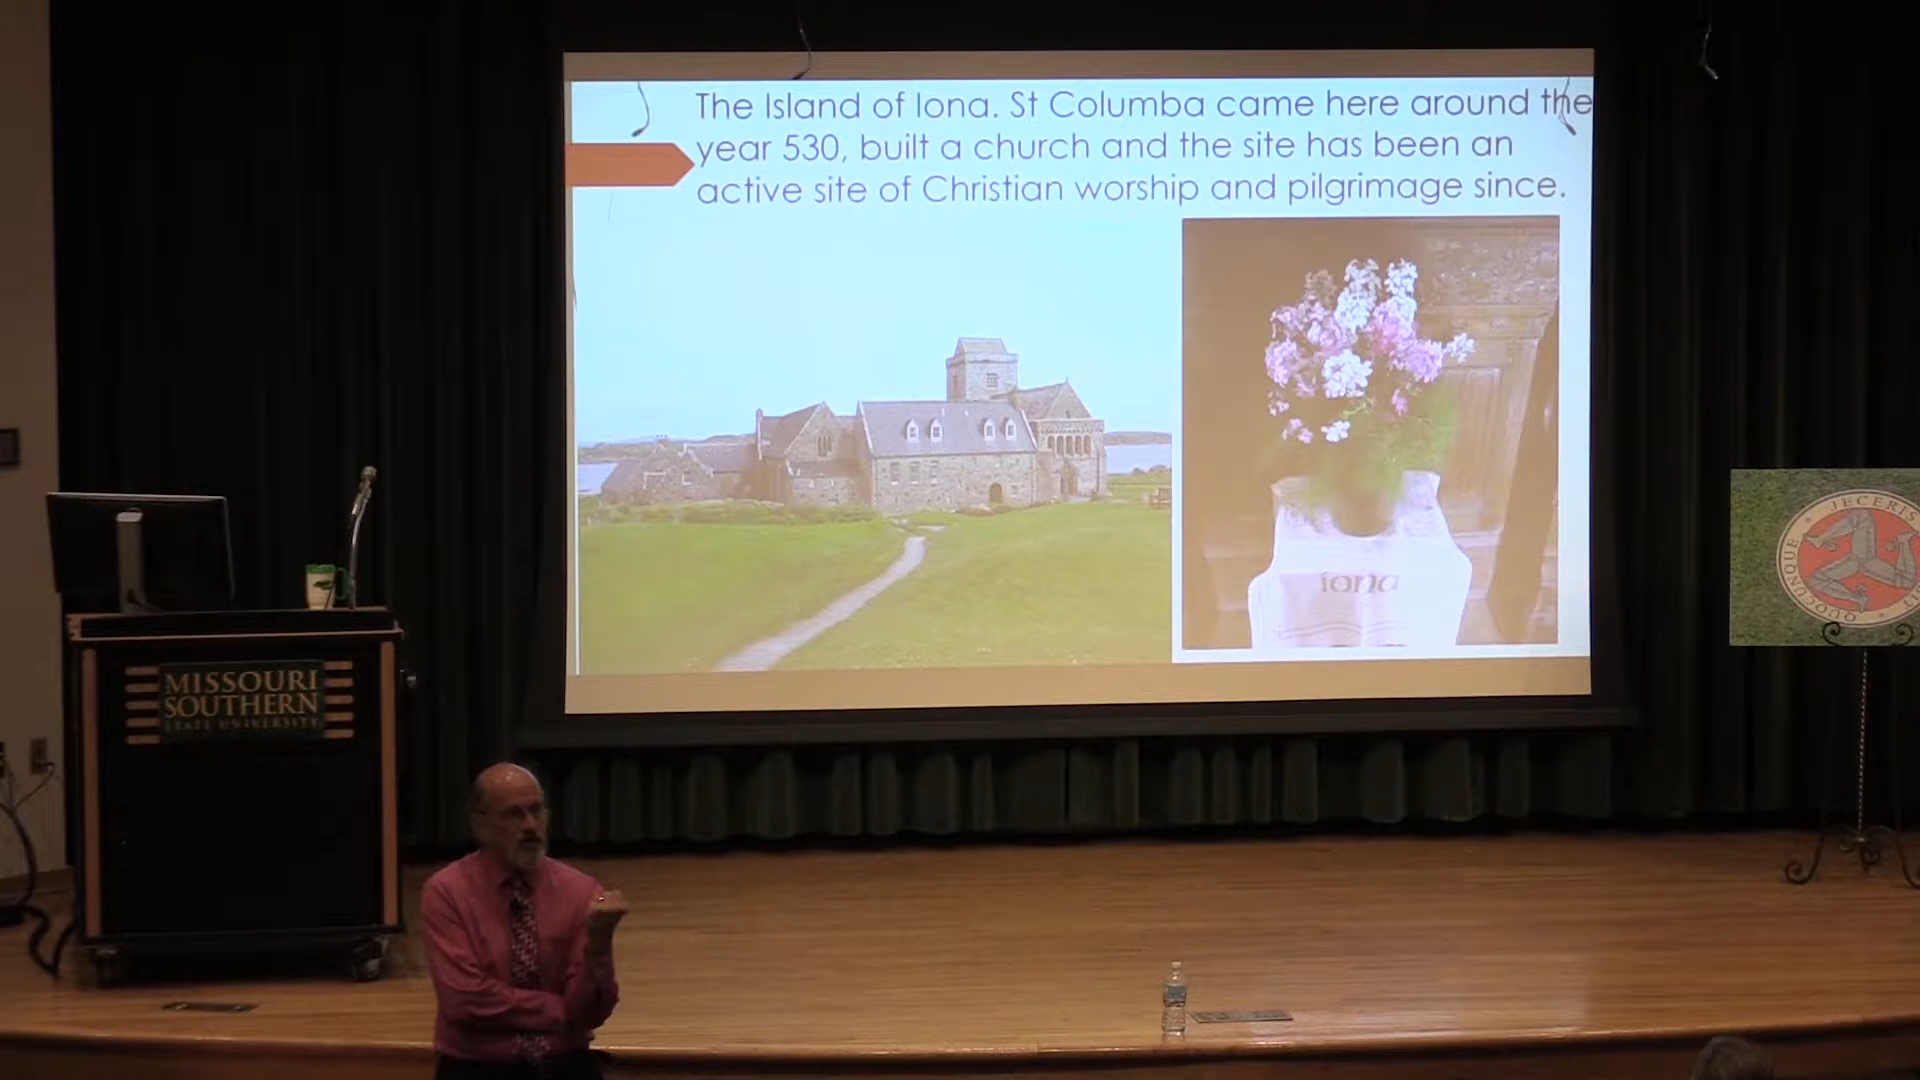 The Island of Iona. St Columba came here around the
year 530, built a church and the site has been an
active site of Christian worship and pilgrimage since.
iona
MISSOURI
SOUTHERN
STATE UNIVERSITY
QUOCUNQUE
JECERIS